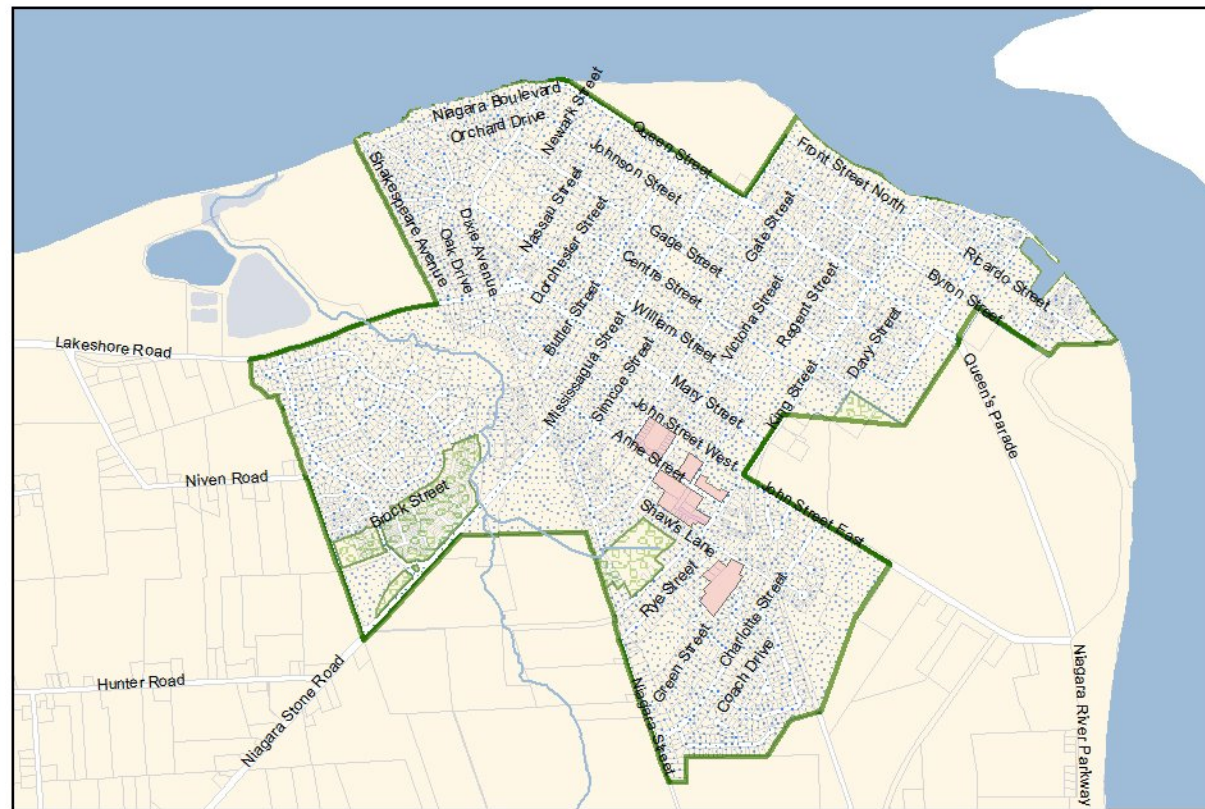 Niagara Boulevard
Orchard Drive
Newark Street
Queen Street
Johnson Street
Front Street North
Shakespeare Avenue
Dixie Avenue
Oak Drive
Nassau Street
Dorchester Street
Gage Street
Gate Street
Centre Street
Ricardo Street
Byron Street
Butler Street
William Street
Victoria Street
Regent Street
Davy Street
Mississagua Street
Simcoe Street
Mary Street
King Street
Queen's Parade
Lakeshore Road
John Street West
Anne Street
Niven Road
Brock Street
Shaw's Lane
John Street East
Rye Street
Charlotte Street
Green Street
Coach Drive
Hunter Road
Niagara Stone Road
Niagara Street
Niagara River Parkway